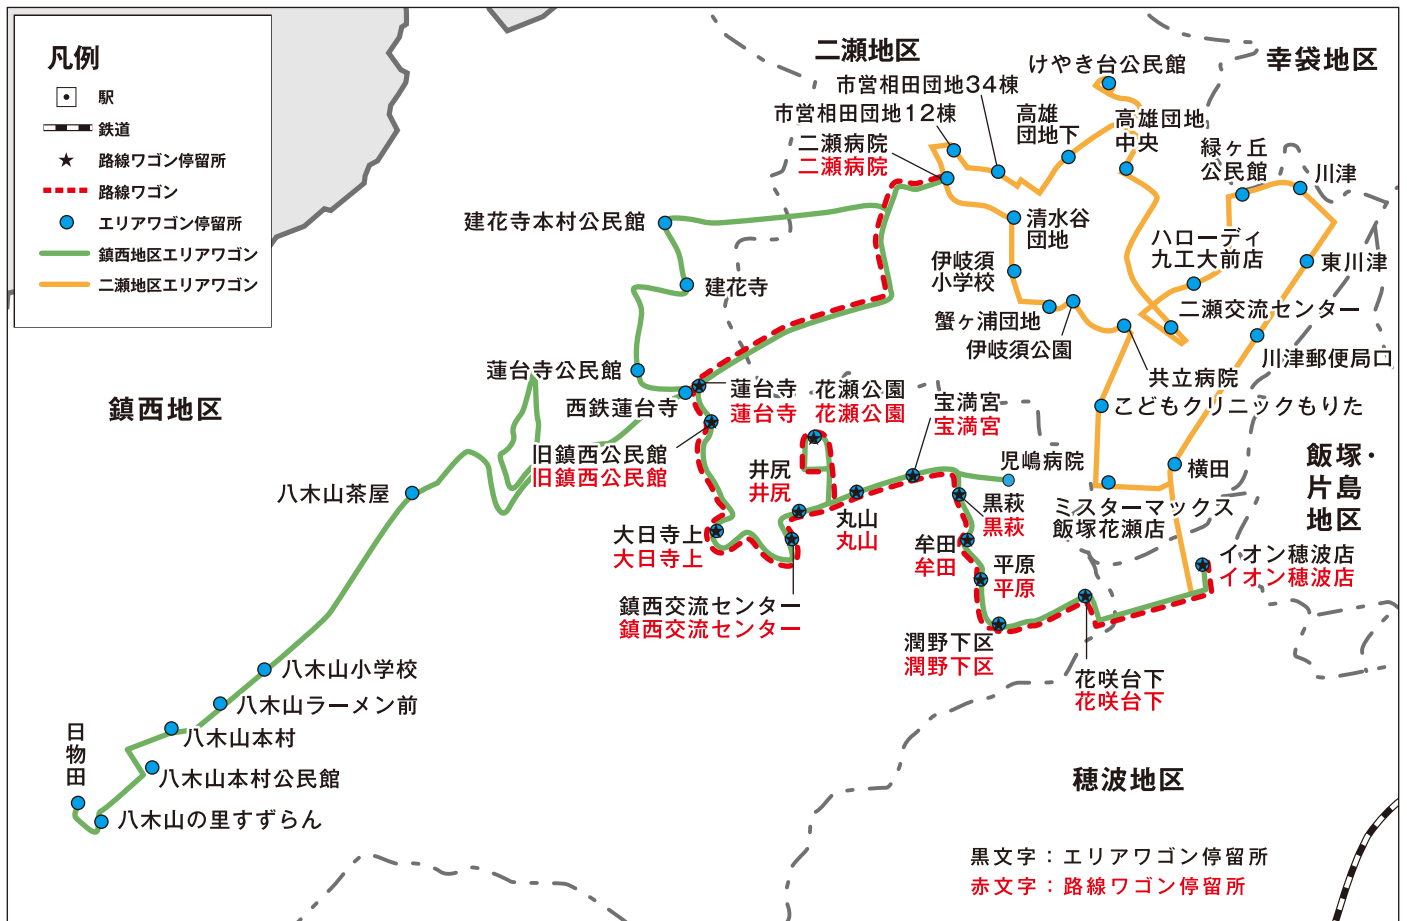 凡例
駅
鉄道
路線ワゴン停留所
路線ワゴン
エリアワゴン停留所
鎮西地区エリアワゴン
二瀬地区エリアワゴン
二瀬地区
幸袋地区
けやき台公民館
市営相田団地34棟
市営相田団地12棟
高雄
団地下
高雄団地
中央
二瀬病院
二瀬病院
緑ヶ丘
公民館
川津
建花寺本村公民館
清水谷
団地
ハローディ
九工大前店
東川津
伊岐須
小学校
建花寺
蟹ヶ浦団地
二瀬交流センター
伊岐須公園
川津郵便局口
蓮台寺公民館
共立病院
西鉄蓮台寺
蓮台寺
蓮台寺
花瀬公園
花瀬公園
宝満宮
宝満宮
こどもクリニックもりた
鎮西地区
旧鎮西公民館
旧鎮西公民館
井尻
井尻
児嶋病院
横田
飯塚・
片島
地区
八木山茶屋
丸山
丸山
黒萩
黒萩
ミスターマックス
飯塚花瀬店
大日寺上
大日寺上
牟田
牟田
平原
平原
イオン穂波店
イオン穂波店
鎮西交流センター
鎮西交流センター
潤野下区
潤野下区
花咲台下
花咲台下
八木山小学校
八木山ラーメン前
八木山本村
日物田
八木山本村公民館
八木山の里すずらん
穂波地区
黒文字：エリアワゴン停留所
赤文字：路線ワゴン停留所